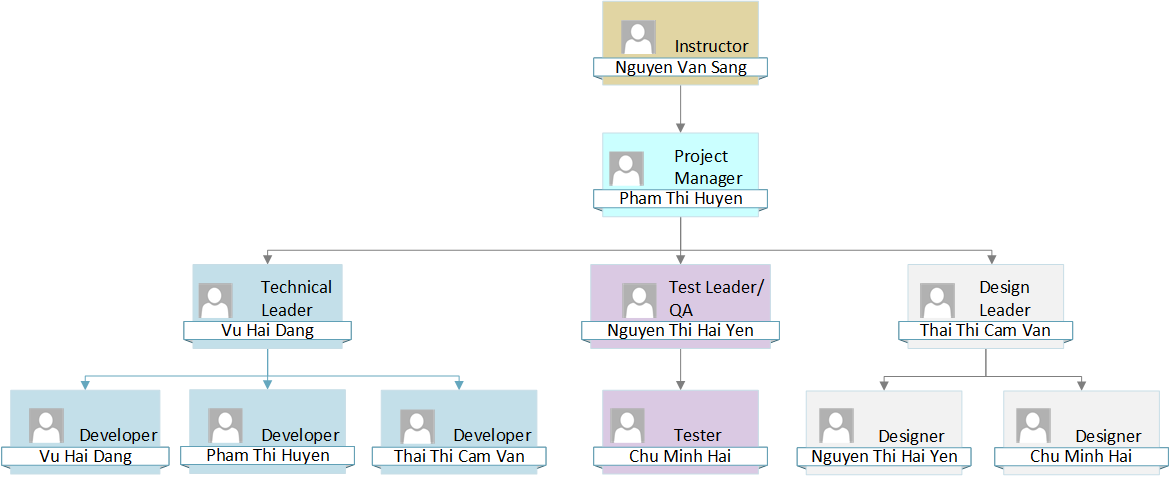 Instructor
Nguyen Van Sang
Project
Manager
Pham Thi Huyen
Technical
Leader
Vu Hai Dang
Test Leader/
QA
Nguyen Thi Hai Yen
Design
Leader
Thai Thi Cam Van
Developer
Vu Hai Dang
Developer
Pham Thi Huyen
Developer
Thai Thi Cam Van
Tester
Chu Minh Hai
Designer
Nguyen Thi Hai Yen
Designer
Chu Minh Hai